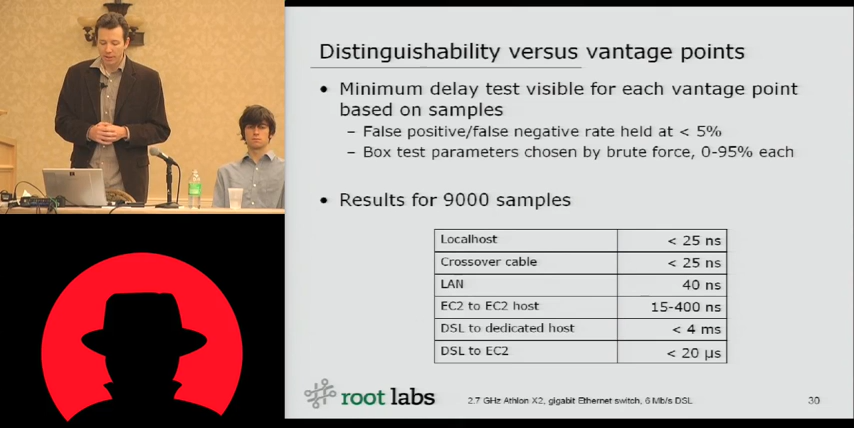 Distinguishability versus vantage points
• Minimum delay test visible for each vantage point
based on samples
– False positive/false negative rate held at < 5%
– Box test parameters chosen by brute force, 0-95% each
• Results for 9000 samples
Localhost < 25 ns
Crossover cable < 25 ns
LAN 40 ns
EC2 to EC2 host 15-400 ns
DSL to dedicated host < 4 ms
DSL to EC2 < 20 µs
root labs
2.7 GHz Athlon X2, gigabit Ethernet switch, 6 Mb/s DSL
30